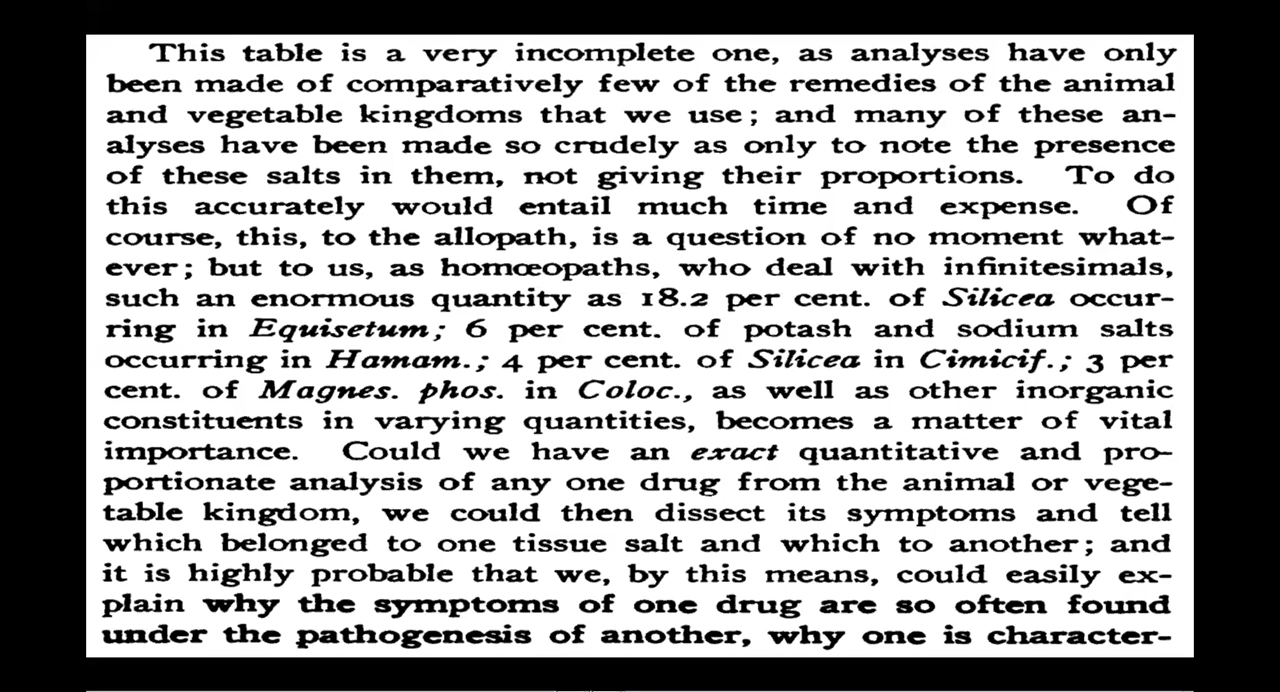 This table is a very incomplete one, as analyses have only
been made of comparatively few of the remedies of the animal
and vegetable kingdoms that we use; and many of these an-
alyses have been made so crudely as only to note the presence
of these salts in them, not giving their proportions. To do
this accurately would entail much time and expense. Of
course, this, to the allopath, is a question of no moment what-
ever; but to us, as homœopaths, who deal with infinitesimals,
such an enormous quantity as 18.2 per cent. of Silicea occur-
ring in Equisetum; 6 per cent. of potash and sodium salts
occurring in Hamam.; 4 per cent. of Silicea in Cimicif.; 3 per
cent. of Magnes. phos. in Coloc., as well as other inorganic
constituents in varying quantities, becomes a matter of vital
importance. Could we have an exact quantitative and pro-
portionate analysis of any one drug from the animal or vege-
table kingdom, we could then dissect its symptoms and tell
which belonged to one tissue salt and which to another; and
it is highly probable that we, by this means, could easily ex-
plain why the symptoms of one drug are so often found
under the pathogenesis of another, why one is character-